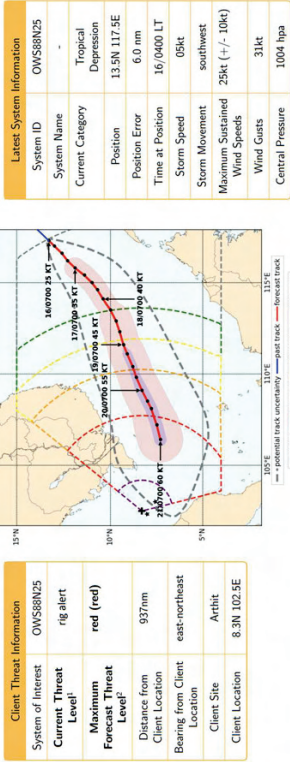 Client Threat Information
System of Interest OWS88N25
Current Threat Level¹ rig alert
Maximum Forecast Threat Level² red (red)
Distance from Client Location 937nm
Bearing from Client Location east-northeast
Client Site Arthit
Client Location 8.3N 102.5E
15°N
10°N
5°N
105°E
110°E
115°E
16/0700 25 KT
17/0700 35 KT
18/0700 40 KT
19/0700 45 KT
20/0700 55 KT
21/0700 60 KT
potential track uncertainty
past track
forecast track
Latest System Information
System ID OWS88N25
System Name -
Current Category Tropical Depression
Position 13.5N 117.5E
Position Error 6.0 nm
Time at Position 16/0400 LT
Storm Speed 05kt
Storm Movement southwest
Maximum Sustained Wind Speeds 25kt (+/- 10kt)
Wind Gusts 31kt
Central Pressure 1004 hpa